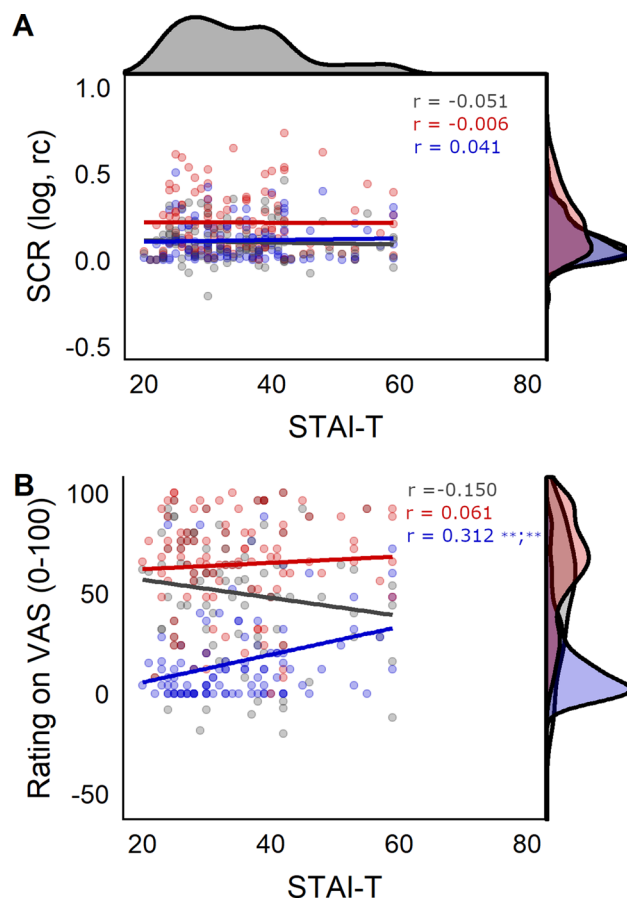 A
1.0
0.5
0.0
-0.5
SCR (log, rc)
r = -0.051
r = -0.006
r = 0.041
20
40
60
80
STAI-T
B
100
50
0
-50
Rating on VAS (0-100)
r =-0.150
r = 0.061
r = 0.312 **;**
20
40
60
80
STAI-T